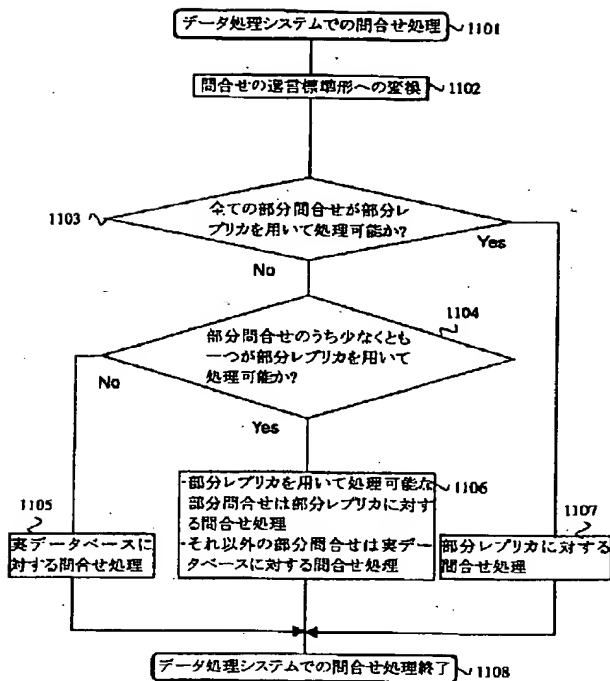 データ処理システムでの問合せ処理
1101
問合せの選言標準形への変換
1102
全ての部分問合せが部分レ
プリカを用いて処理可能か?
1103
Yes
No
1104
部分問合せのうち少なくとも
一つが部分レプリカを用いて
処理可能か?
No
Yes
・部分レプリカを用いて処理可能な
部分問合せは部分レプリカに対す
る問合せ処理
・それ以外の部分問合せは実デー
タベースに対する問合せ処理
1106
1105
実データベースに
対する問合せ処理
1107
部分レプリカに対する
問合せ処理
データ処理システムでの問合せ処理終了
1108